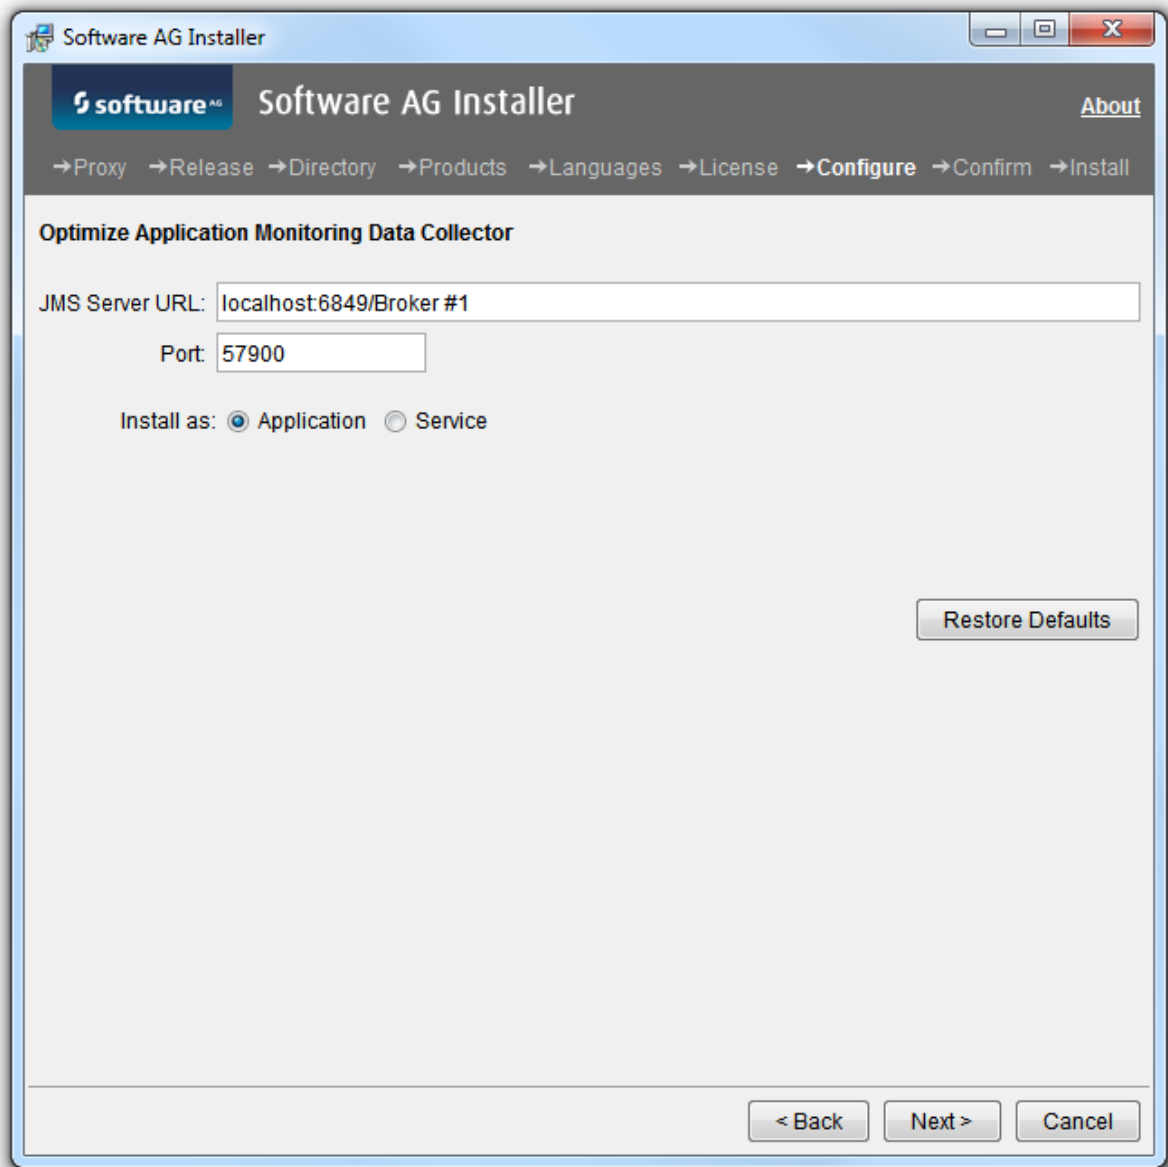 Software AG Installer
software AG Software AG Installer About
→Proxy →Release →Directory →Products →Languages →License →Configure →Confirm →Install
Optimize Application Monitoring Data Collector
JMS Server URL: localhost:6849/Broker #1
Port: 57900
Install as: Application Service
Restore Defaults
< Back Next > Cancel